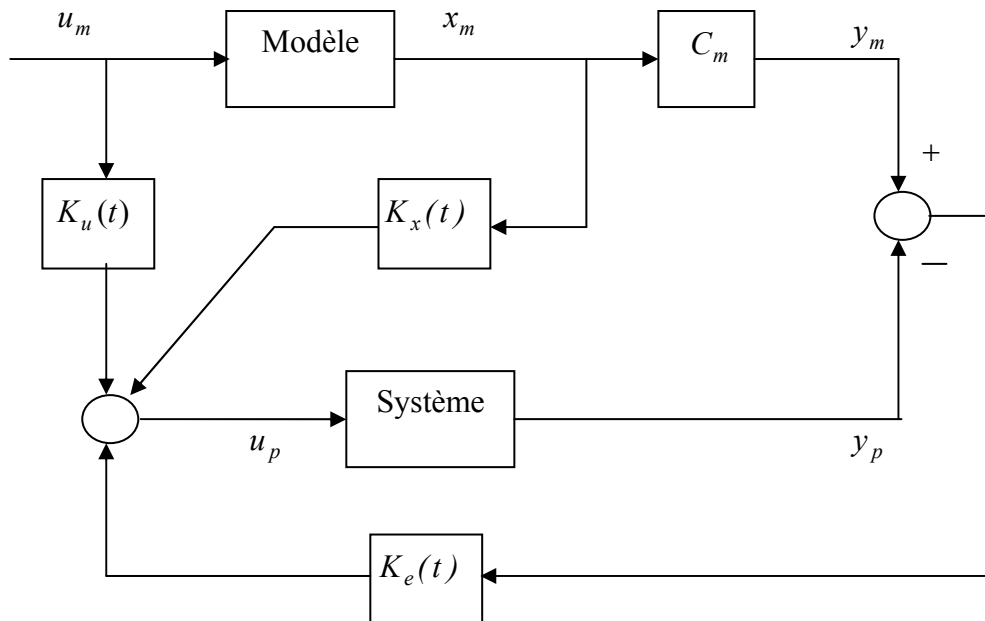 u_m
Modèle
x_m
C_m
y_m
+
K_u(t)
K_x(t)
−
Système
u_p
y_p
K_e(t)